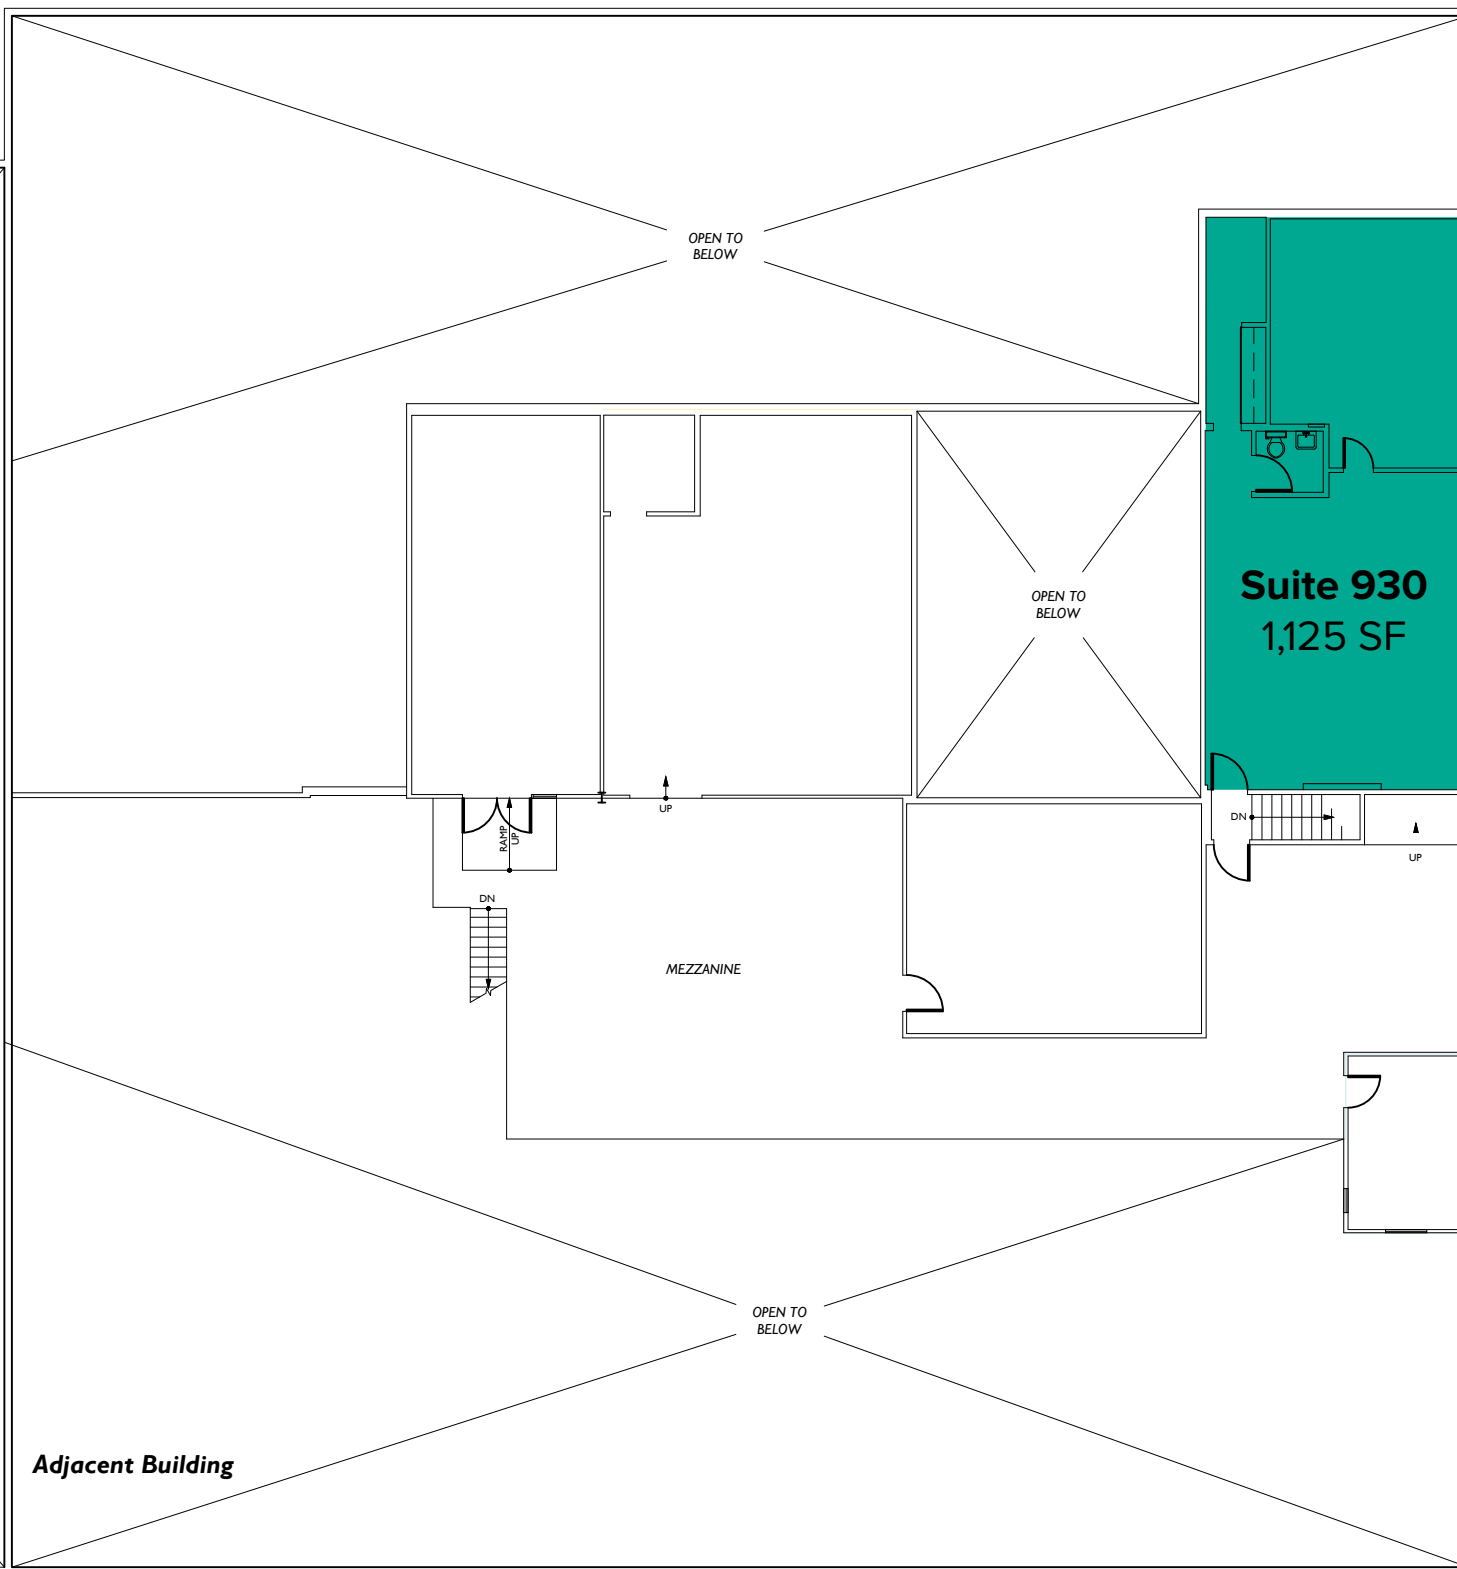 OPEN TO
BELOW
OPEN TO
BELOW
Suite 930
1,125 SF
UP
RAMP
UP
DN
UP
DN
MEZZANINE
OPEN TO
BELOW
Adjacent Building